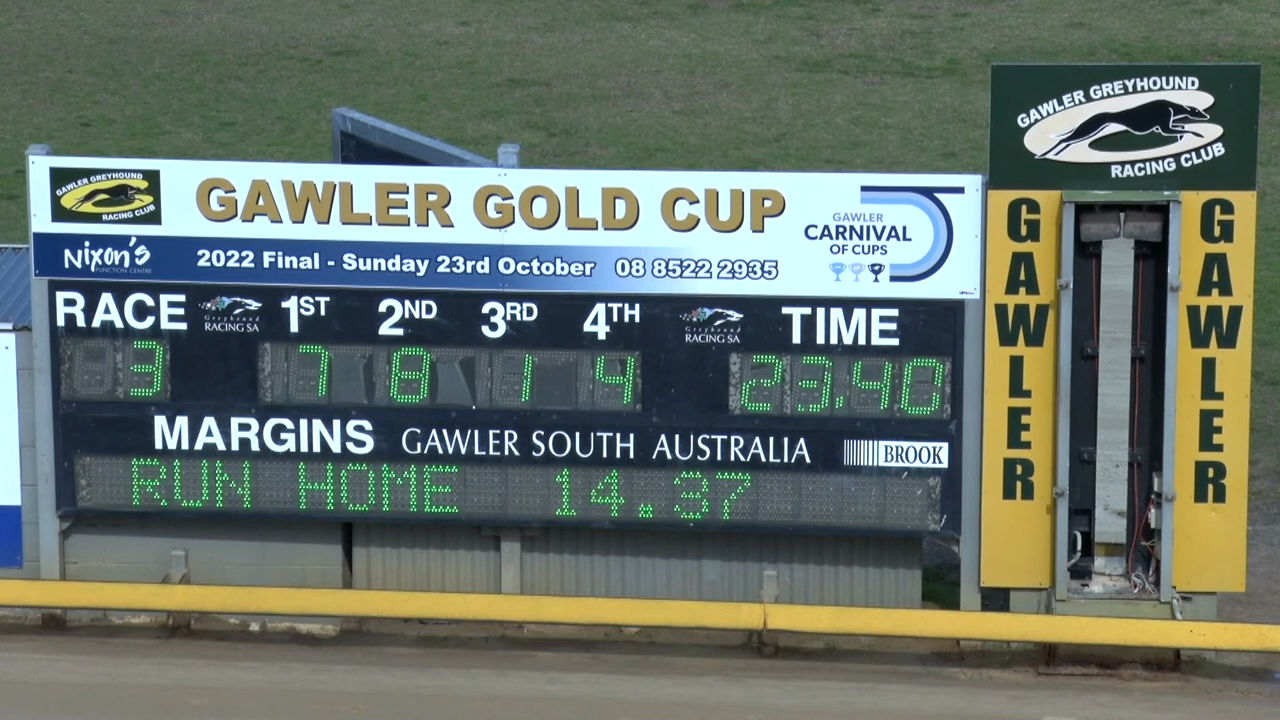 GAWLER GREYHOUND
RACING CLUB
GAWLER GOLD CUP
GAWLER
CARNIVAL
OF CUPS
Nixon's
FUNCTION CENTRE
2022 Final - Sunday 23rd October 08 8522 2935
RACE
Greyhound
RACING SA
1ST 2ND 3RD 4TH
Greyhound
RACING SA
TIME
3 7 8 1 4 23.40
MARGINS GAWLER SOUTH AUSTRALIA BROOK
RUN HOME 14.37
GAWLER GREYHOUND
RACING CLUB
GAWLER
GAWLER